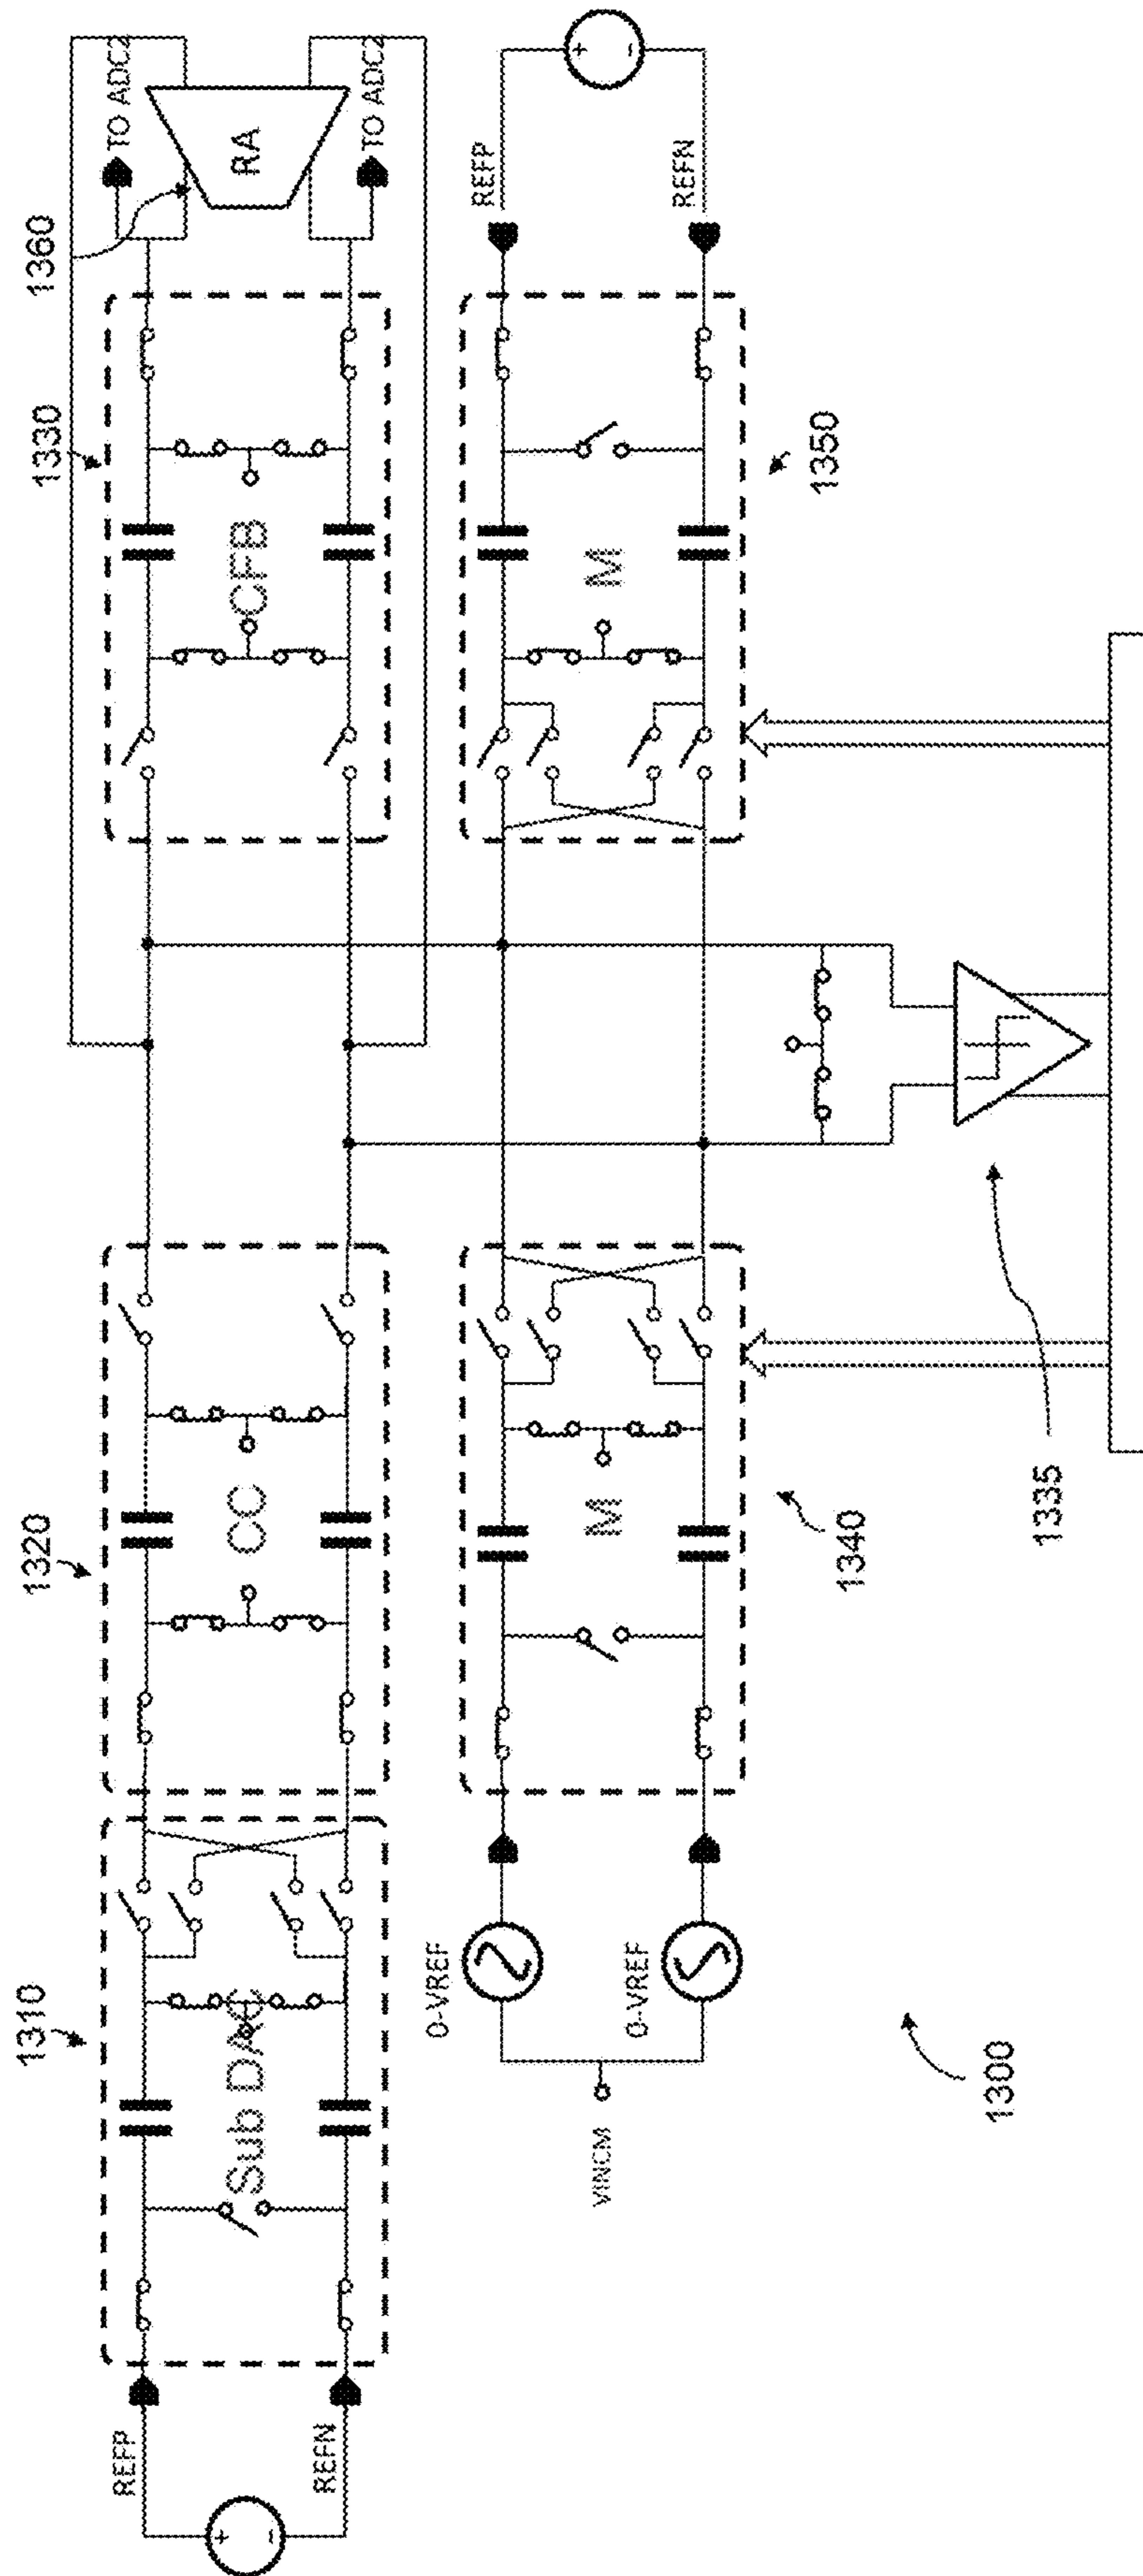 1310
1320
1330
1360
REFP
REFN
Sub DAC
CC
CFB
RA
TO ADC2
TO ADC2
+
-
VINCM
0-VREF
0-VREF
M
1340
M
1350
REFP
REFN
+
-
1335
1300